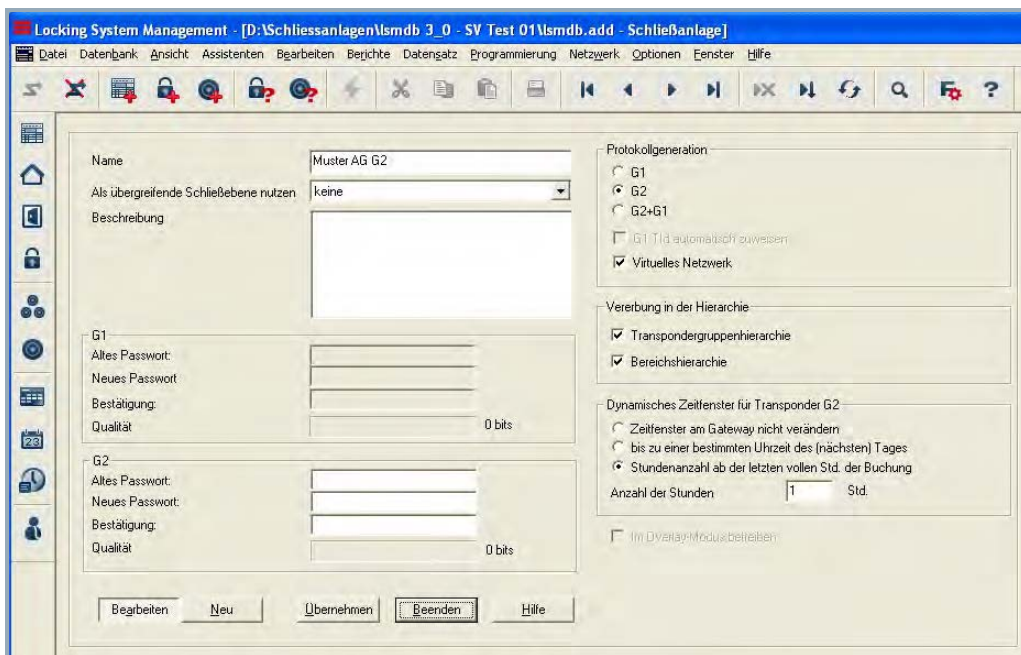 Locking System Management - [D:\Schliessanlagen\lsmdb 3_0 - SV Test 01\lsmdb.add - Schließanlage]
Datei Datenbank Ansicht Assistenten Bearbeiten Berichte Datensatz Programmierung Netzwerk Optionen Fenster Hilfe
Name
Muster AG G2
Als übergreifende Schließebene nutzen
keine
Beschreibung
G1
Altes Passwort:
Neues Passwort
Bestätigung:
Qualität
0 bits
G2
Altes Passwort:
Neues Passwort:
Bestätigung:
Qualität
0 bits
Bearbeiten
Neu
Übernehmen
Beenden
Hilfe
Protokollgeneration
G1
G2
G2+G1
G1 TId automatisch zuweisen
Virtuelles Netzwerk
Vererbung in der Hierarchie
Transpondergruppenhierarchie
Bereichshierarchie
Dynamisches Zeitfenster für Transponder G2
Zeitfenster am Gateway nicht verändern
bis zu einer bestimmten Uhrzeit des (nächsten) Tages
Stundenanzahl ab der letzten vollen Std. der Buchung
Anzahl der Stunden
1
Std.
Im Overlay-Modus betreiben
23